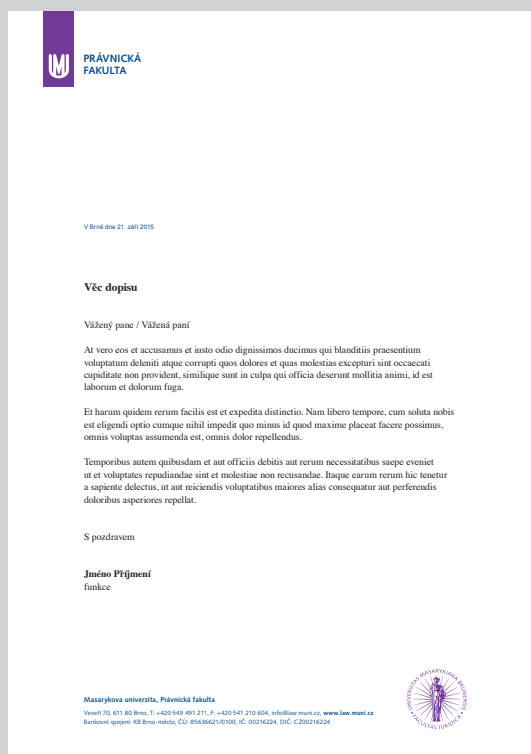 PRÁVNICKÁ
FAKULTA
V Brně dne 21. září 2015
Věc dopisu
Vážený pane / Vážená paní
At vero eos et accusamus et iusto odio dignissimos ducimus qui blanditiis praesentium
voluptatum deleniti atque corrupti quos dolores et quas molestias excepturi sint occaecati
cupiditate non provident, similique sunt in culpa qui officia deserunt mollitia animi, id est
laborum et dolorum fuga.
Et harum quidem rerum facilis est et expedita distinctio. Nam libero tempore, cum soluta nobis
est eligendi optio cumque nihil impedit quo minus id quod maxime placeat facere possimus,
omnis voluptas assumenda est, omnis dolor repellendus.
Temporibus autem quibusdam et aut officiis debitis aut rerum necessitatibus saepe eveniet
ut et voluptates repudiandae sint et molestiae non recusandae. Itaque earum rerum hic tenetur
a sapiente delectus, ut aut reiciendis voluptatibus maiores alias consequatur aut perferendis
doloribus asperiores repellat.
S pozdravem
Jméno Příjmení
funkce
Masarykova univerzita, Právnická fakulta
Veveří 70, 611 80 Brno, T: +420 549 491 211, F: +420 541 210 604, info@law.muni.cz, www.law.muni.cz
Bankovní spojení: KB Brno-město, ČÚ: 85636621/0100, IČ: 00216224, DIČ: CZ00216224
UNIVERSITAS MASARYKIANA BRUNENSIS
• FACULTAS IURIDICA •